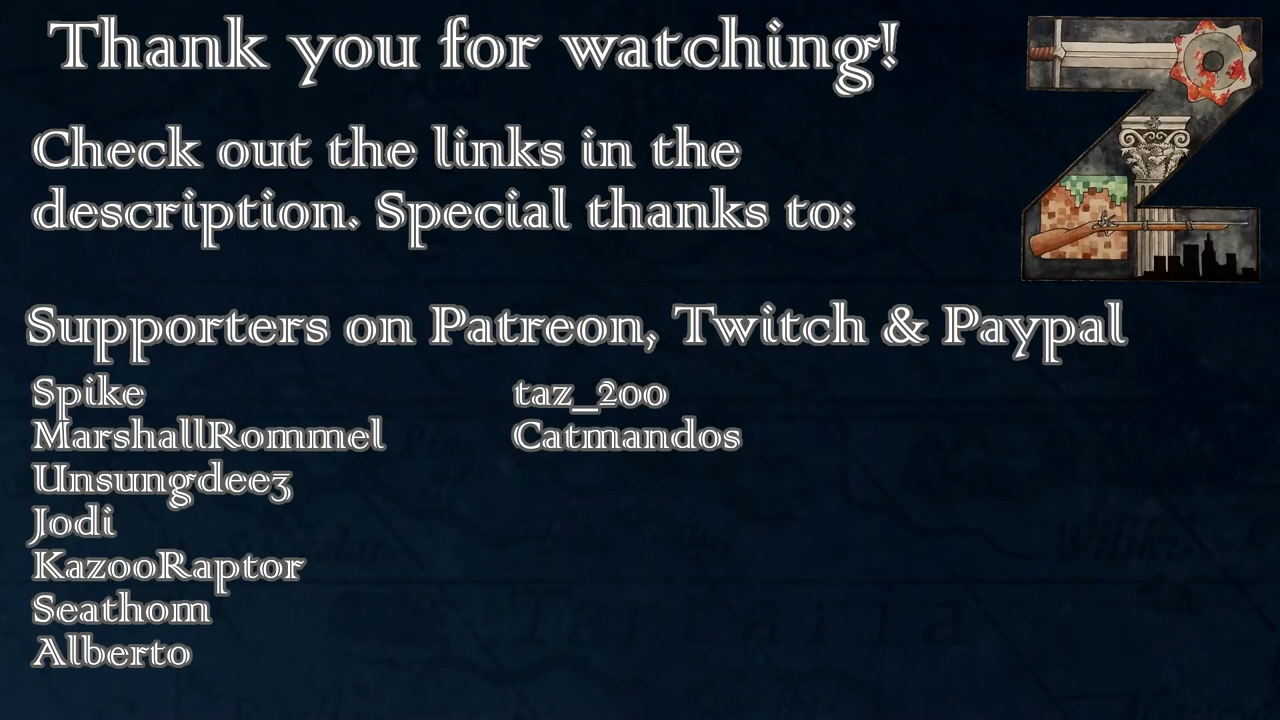 Thank you for watching!
Check out the links in the
description. Special thanks to:
Supporters on Patreon, Twitch & Paypal
Spike
MarshallRommel
Unsungdee3
Jodi
KazooRaptor
Seathom
Alberto
taz_200
Catmandos
Tartaria